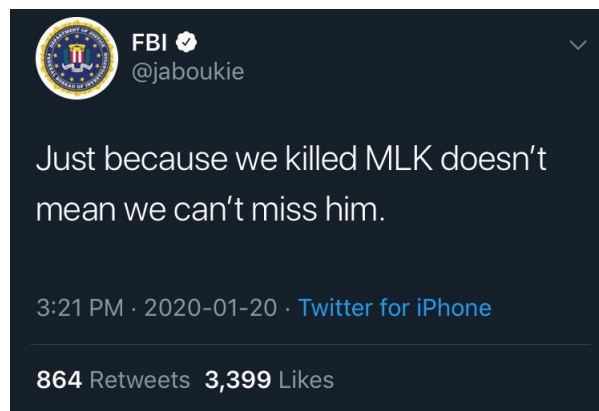 FBI
@jaboukie
Just because we killed MLK doesn’t
mean we can’t miss him.
3:21 PM · 2020-01-20 · Twitter for iPhone
864 Retweets 3,399 Likes